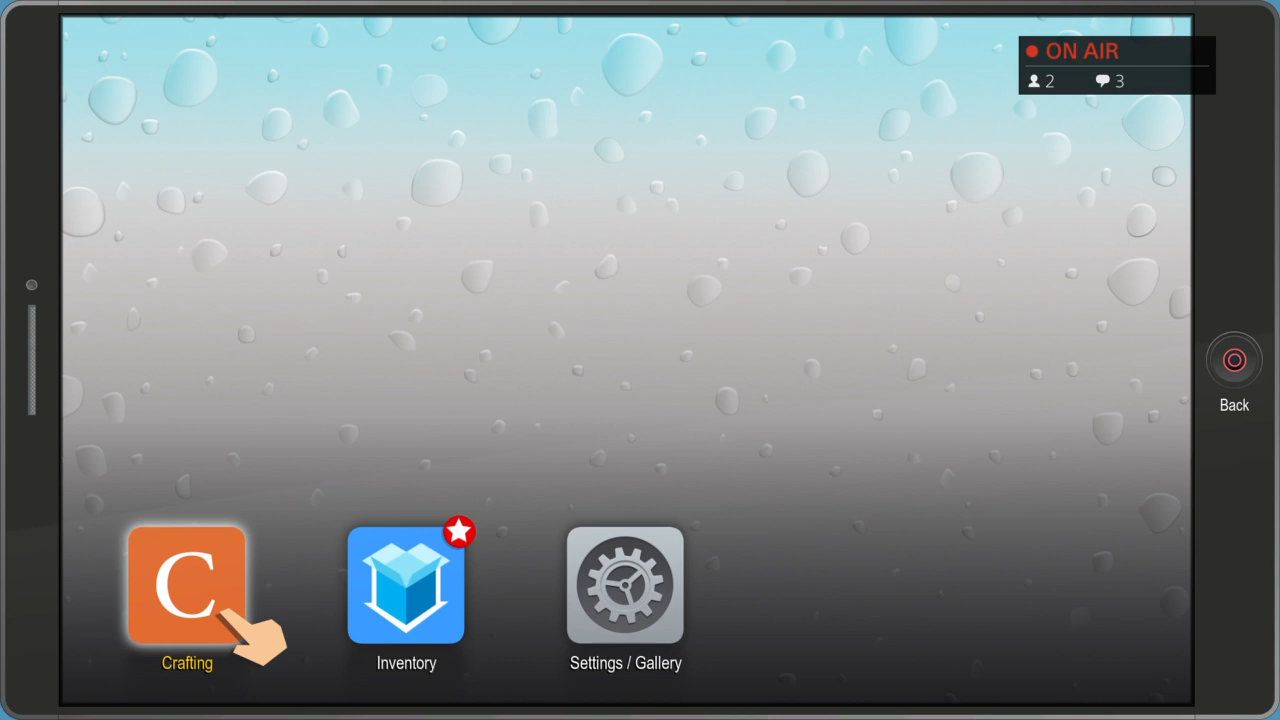 ON AIR
2 3
Back
C
Crafting
Inventory
Settings / Gallery